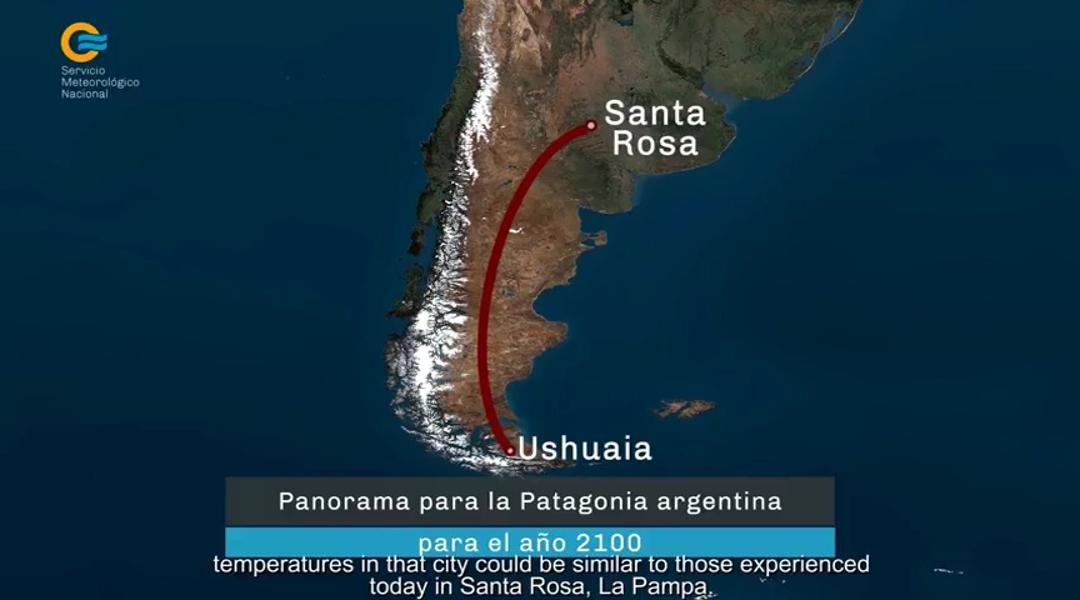 Servicio
Meteorológico
Nacional
Santa
Rosa
Ushuaia
Panorama para la Patagonia argentina
para el año 2100
temperatures in that city could be similar to those experienced
today in Santa Rosa, La Pampa.